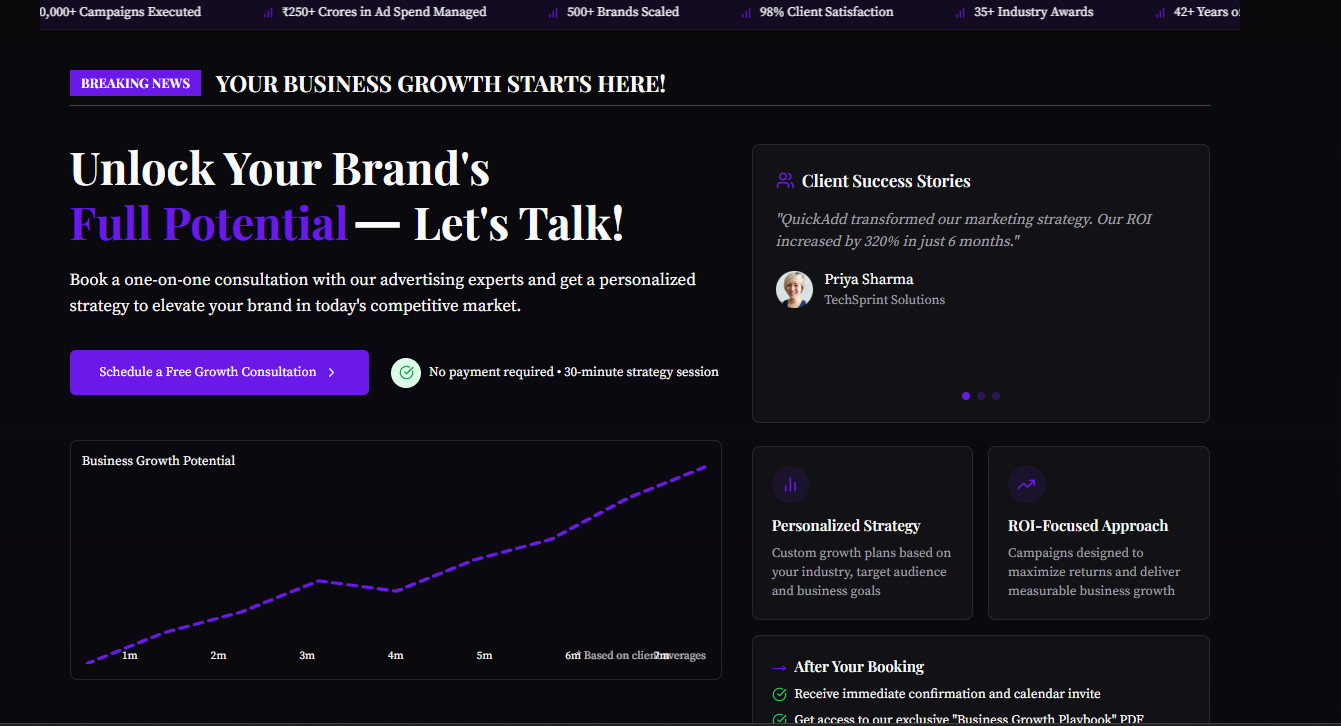 0,000+ Campaigns Executed
₹250+ Crores in Ad Spend Managed
500+ Brands Scaled
98% Client Satisfaction
35+ Industry Awards
42+ Years o
BREAKING NEWS
YOUR BUSINESS GROWTH STARTS HERE!
Unlock Your Brand's
Full Potential — Let's Talk!
Book a one-on-one consultation with our advertising experts and get a personalized
strategy to elevate your brand in today's competitive market.
Schedule a Free Growth Consultation
No payment required • 30-minute strategy session
Business Growth Potential
1m 2m 3m 4m 5m 6m 7m
* Based on client averages
Client Success Stories
"QuickAdd transformed our marketing strategy. Our ROI
increased by 320% in just 6 months."
Priya Sharma
TechSprint Solutions
Personalized Strategy
Custom growth plans based on
your industry, target audience
and business goals
ROI-Focused Approach
Campaigns designed to
maximize returns and deliver
measurable business growth
→ After Your Booking
Receive immediate confirmation and calendar invite
Get access to our exclusive "Business Growth Playbook" PDF